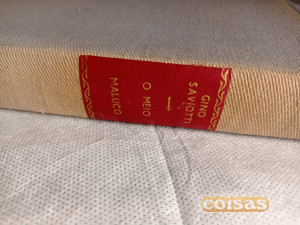 GINO
SAVIOTTI
O MEIO
MALUCO
coisas